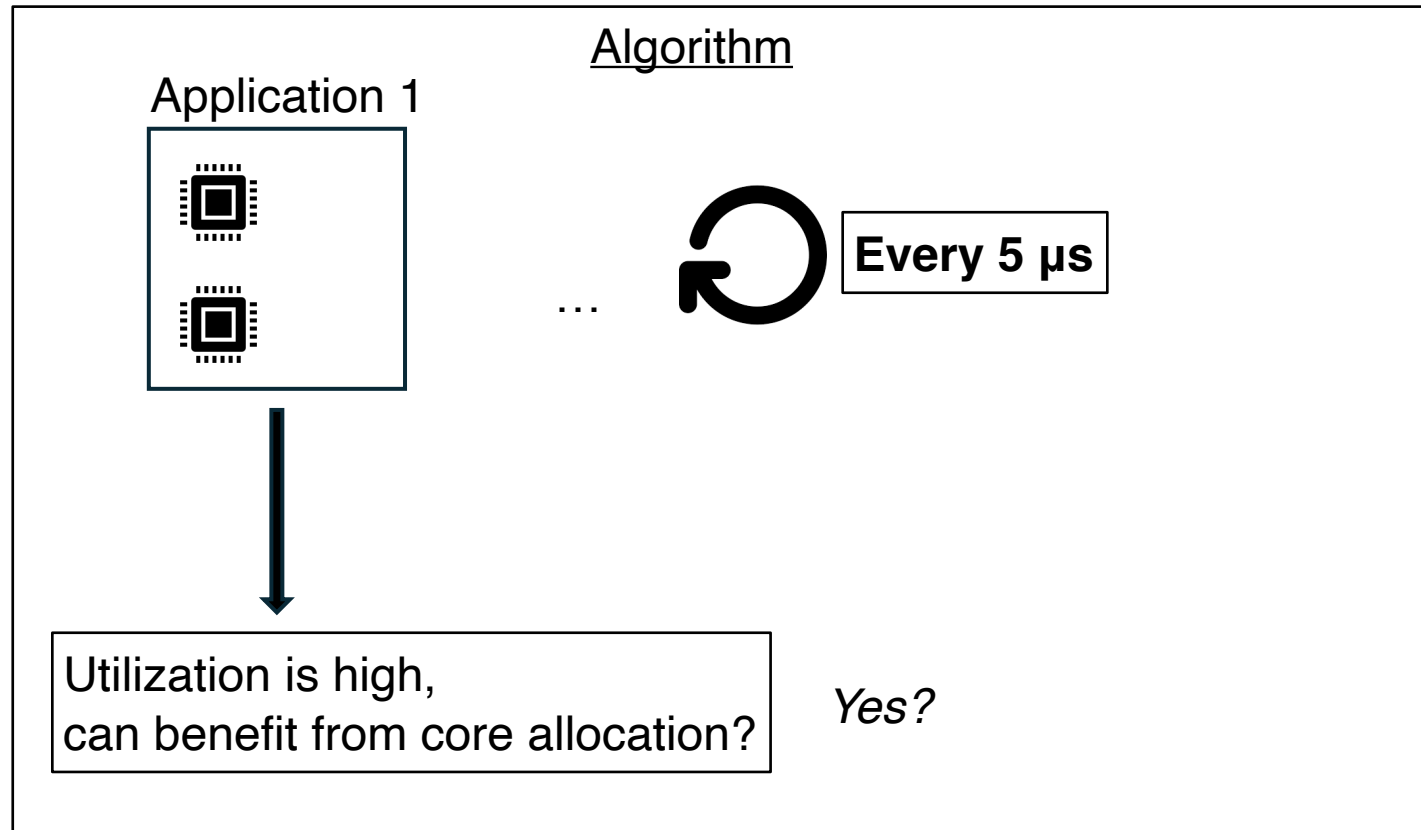 Algorithm
Application 1
…
Every 5 µs
Utilization is high,
can benefit from core allocation?
Yes?